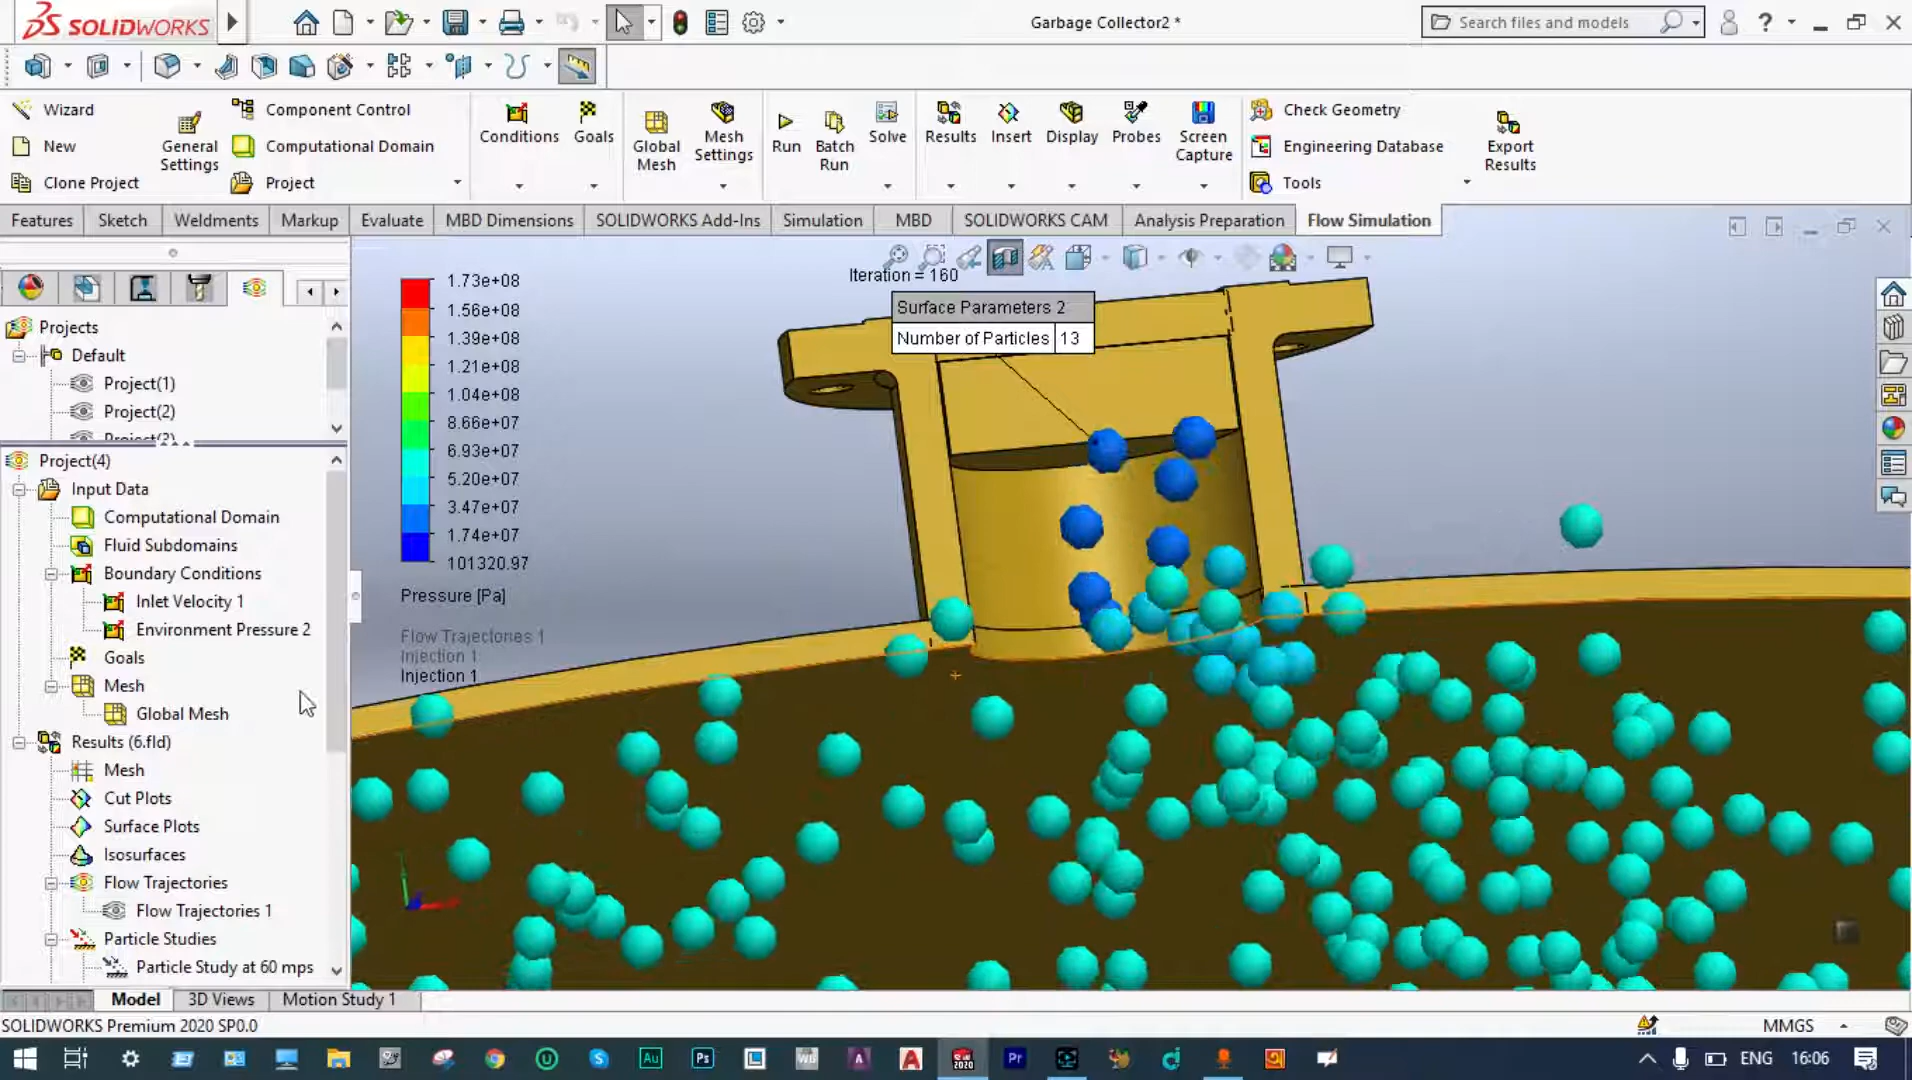 SOLIDWORKS
Garbage Collector2 *
Search files and models
Wizard
New
Clone Project
General Settings
Component Control
Computational Domain
Project
Conditions
Goals
Global Mesh
Mesh Settings
Run
Batch Run
Solve
Results
Insert
Display
Probes
Screen Capture
Check Geometry
Engineering Database
Tools
Export Results
Features
Sketch
Weldments
Markup
Evaluate
MBD Dimensions
SOLIDWORKS Add-Ins
Simulation
MBD
SOLIDWORKS CAM
Analysis Preparation
Flow Simulation
Projects
Default
Project(1)
Project(2)
Project(4)
Input Data
Computational Domain
Fluid Subdomains
Boundary Conditions
Inlet Velocity 1
Environment Pressure 2
Goals
Mesh
Global Mesh
Results (6.fld)
Mesh
Cut Plots
Surface Plots
Isosurfaces
Flow Trajectories
Flow Trajectories 1
Particle Studies
Particle Study at 60 mps
1.73e+08
1.56e+08
1.39e+08
1.21e+08
1.04e+08
8.66e+07
6.93e+07
5.20e+07
3.47e+07
1.74e+07
101320.97
Pressure [Pa]
Flow Trajectories 1
Injection 1
Injection 1
Iteration = 160
Surface Parameters 2
Number of Particles 13
Model
3D Views
Motion Study 1
SOLIDWORKS Premium 2020 SP0.0
MMGS
Au
Ps
Pr
2020
ENG
16:06